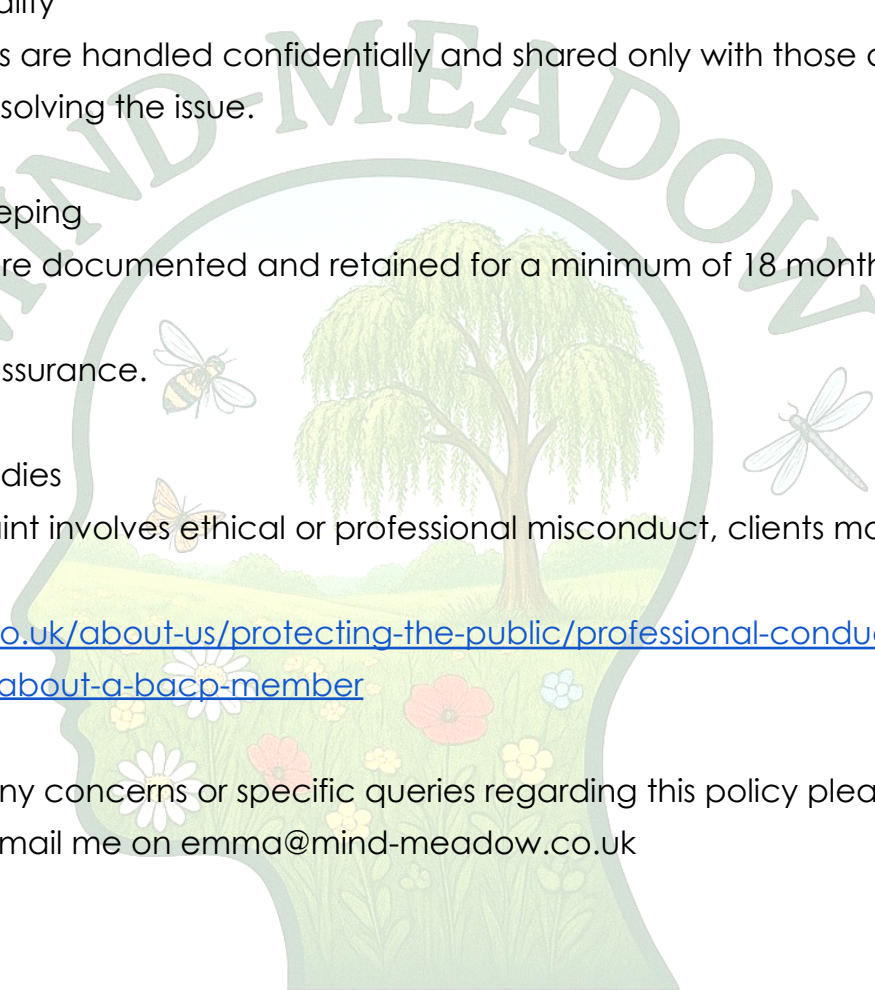 ality
s are handled confidentially and shared only with those
solving the issue.
eping
re documented and retained for a minimum of 18 month
ssurance.
dies
int involves ethical or professional misconduct, clients
o.uk/about-us/protecting-the-public/professional-condu
about-a-bacp-member
ny concerns or specific queries regarding this policy
mail me on emma@mind-meadow.co.uk
MIND-MEADOW